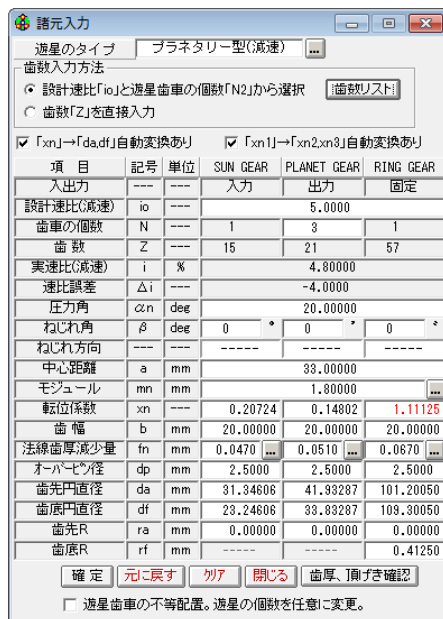 諸元入力
遊星のタイプ プラネタリー型(減速) ...
歯数入力方法
設計速比「io」と遊星歯車の個数「N2」から選択 歯数リスト
歯数「Z」を直接入力
「xn」→「da,df」自動変換あり 「xn1」→「xn2,xn3」自動変換あり
項 目 記号 単位 SUN GEAR PLANET GEAR RING GEAR
入出力 --- --- 入力 出力 固定
設計速比(減速) io --- 5.0000
歯車の個数 N --- 1 3 1
歯 数 Z --- 15 21 57
実速比(減速) i % 4.80000
速比誤差 Δi --- -4.0000
圧力角 αn deg 20.00000
ねじれ角 β deg 0 ° 0 ° 0 °
ねじれ方向 --- --- ----- ----- -----
中心距離 a mm 33.00000
モジュール mn mm 1.80000 ...
転位係数 xn --- 0.20724 0.14802 1.11125
歯 幅 b mm 20.00000 20.00000 20.00000
法線歯厚減少量 fn mm 0.0470 ... 0.0510 ... 0.0670 ...
オーバーピン径 dp mm 2.5000 2.5000 2.5000
歯先円直径 da mm 31.34606 41.93287 101.20050
歯底円直径 df mm 23.24606 33.83287 109.30050
歯先R ra mm 0.00000 0.00000 0.00000
歯底R rf mm ----- ----- 0.41250
確 定 元に戻す クリア 閉じる 歯厚、頂げき確認
遊星歯車の不等配置。遊星の個数を任意に変更。